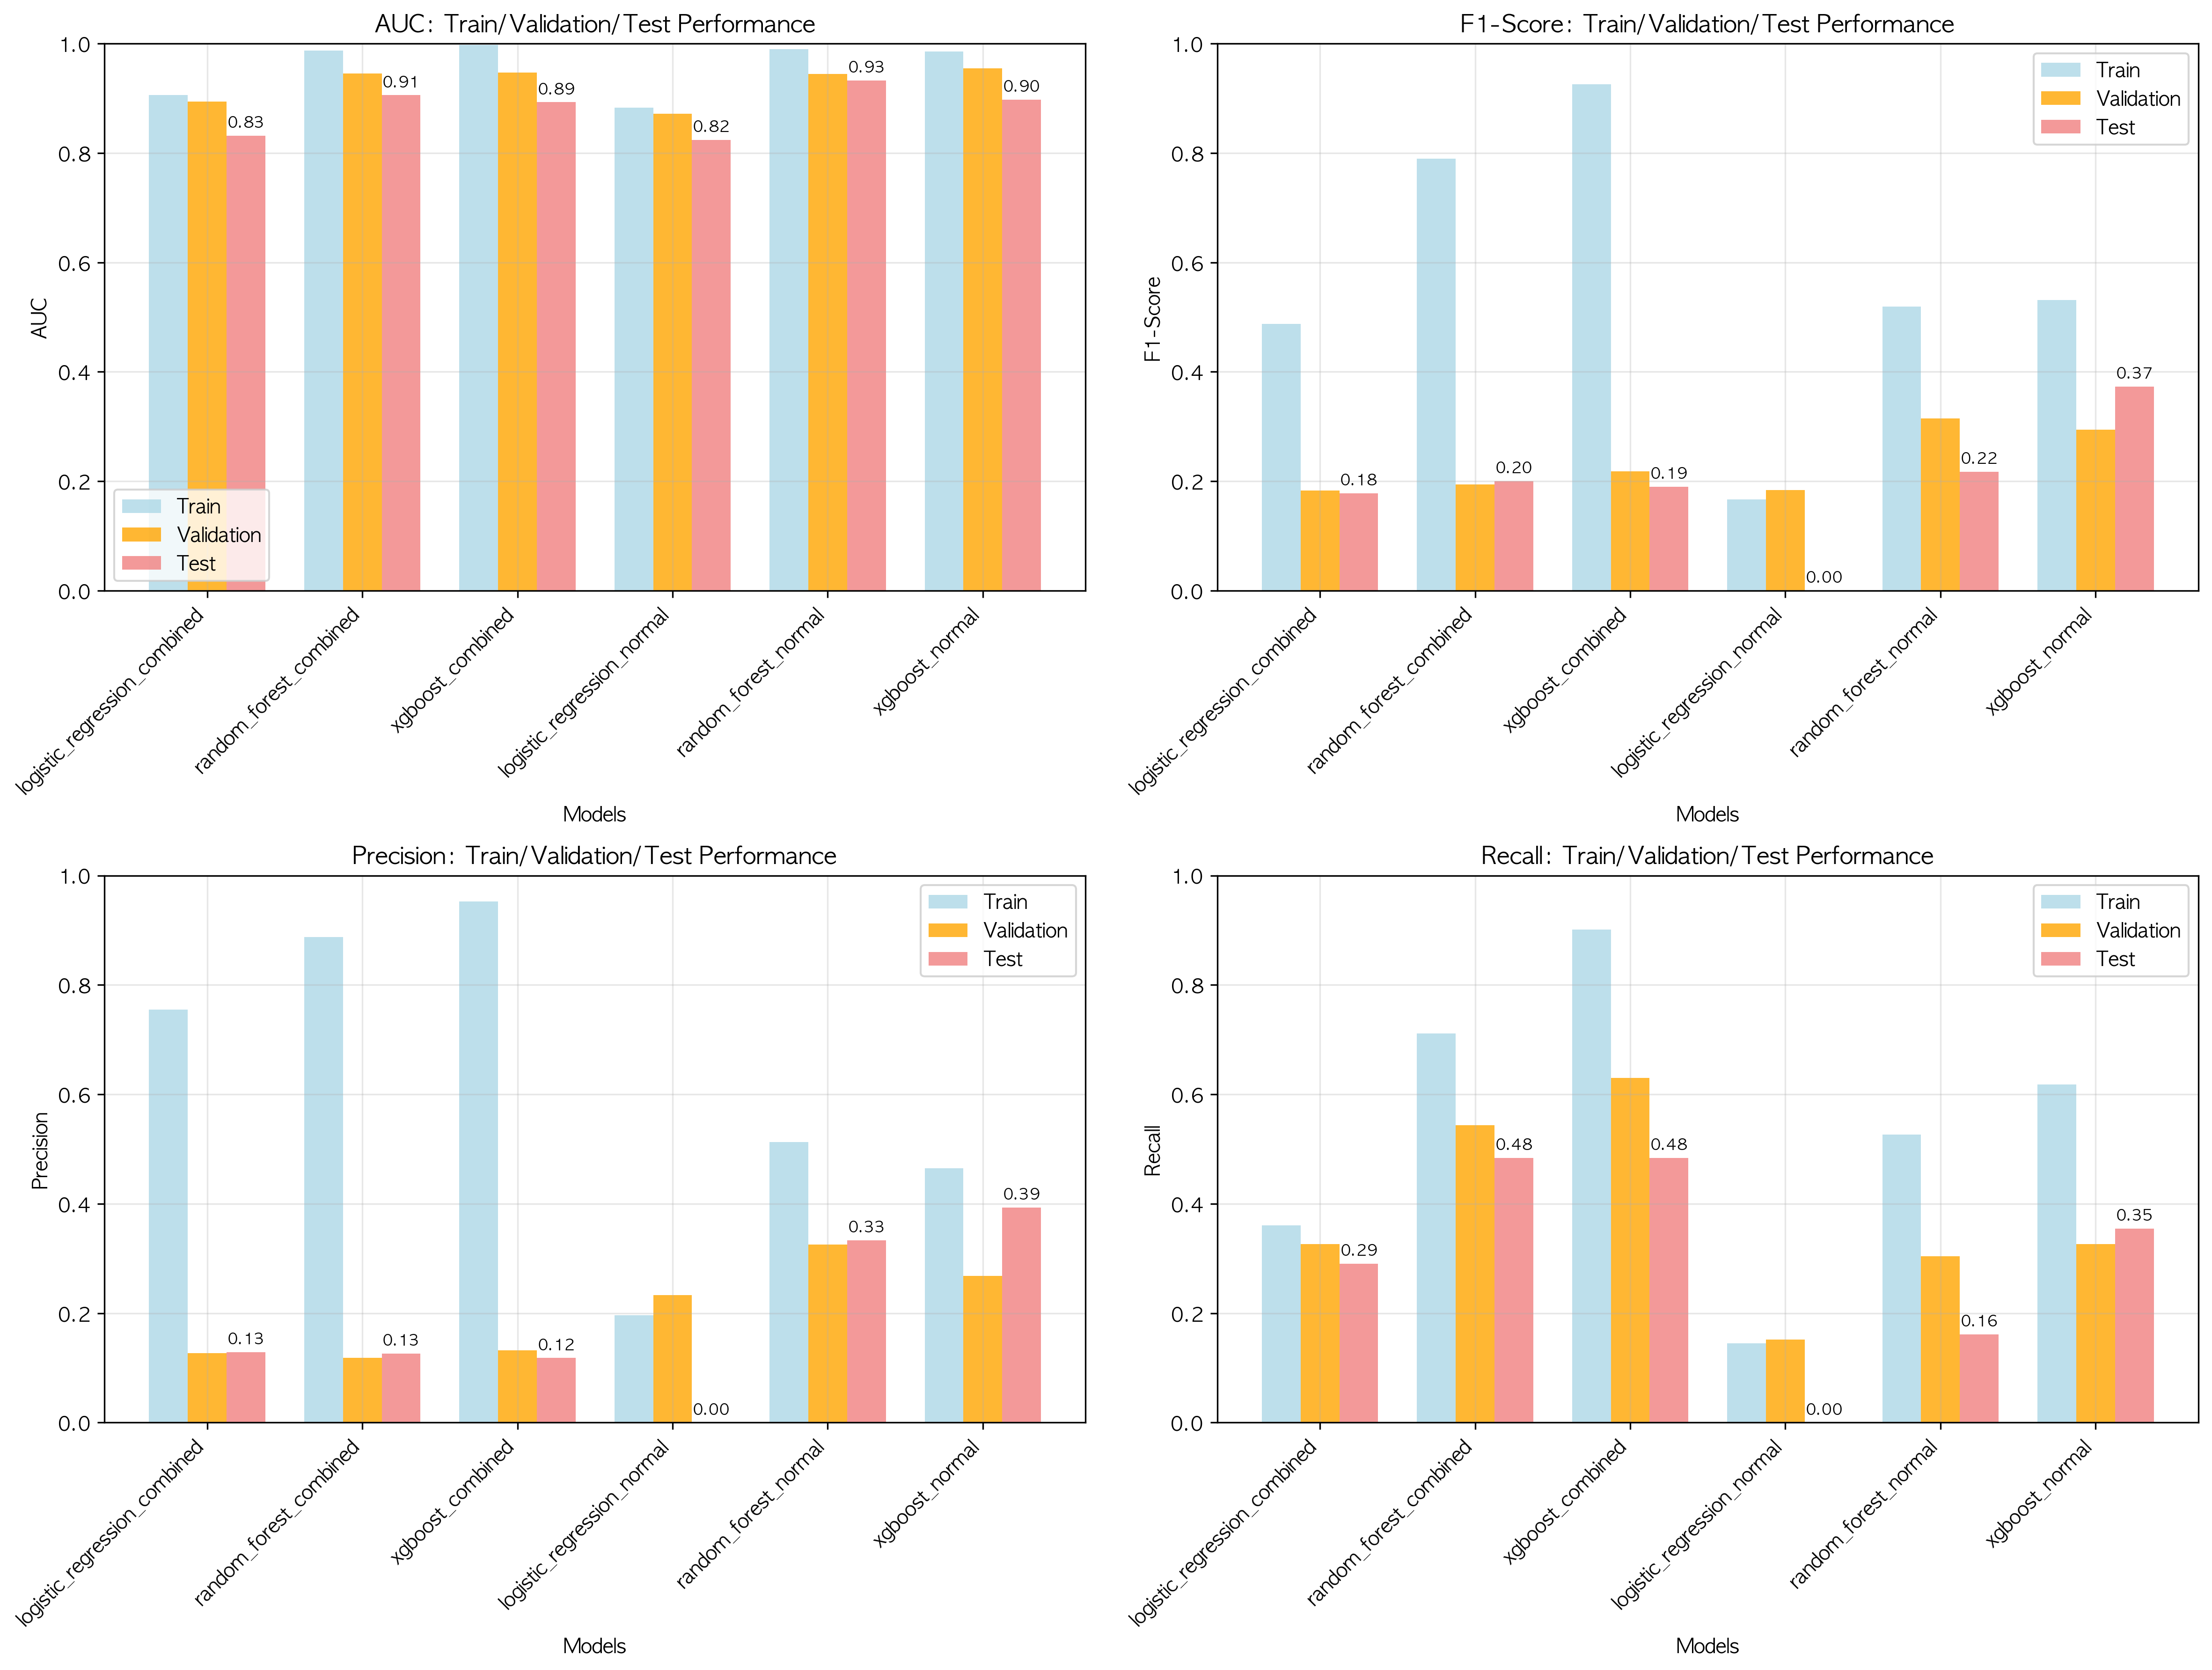 AUC: Train/Validation/Test Performance
1.0
0.8
0.6
0.4
0.2
0.0
AUC
0.83
0.91
0.89
0.82
0.93
0.90
Train
Validation
Test
logistic_regression_combined
random_forest_combined
xgboost_combined
logistic_regression_normal
random_forest_normal
xgboost_normal
Models
F1-Score: Train/Validation/Test Performance
1.0
0.8
0.6
0.4
0.2
0.0
F1-Score
Train
Validation
Test
0.18
0.20
0.19
0.00
0.22
0.37
logistic_regression_combined
random_forest_combined
xgboost_combined
logistic_regression_normal
random_forest_normal
xgboost_normal
Models
Precision: Train/Validation/Test Performance
1.0
0.8
0.6
0.4
0.2
0.0
Precision
Train
Validation
Test
0.13
0.13
0.12
0.00
0.33
0.39
logistic_regression_combined
random_forest_combined
xgboost_combined
logistic_regression_normal
random_forest_normal
xgboost_normal
Models
Recall: Train/Validation/Test Performance
1.0
0.8
0.6
0.4
0.2
0.0
Recall
Train
Validation
Test
0.29
0.48
0.48
0.00
0.16
0.35
logistic_regression_combined
random_forest_combined
xgboost_combined
logistic_regression_normal
random_forest_normal
xgboost_normal
Models